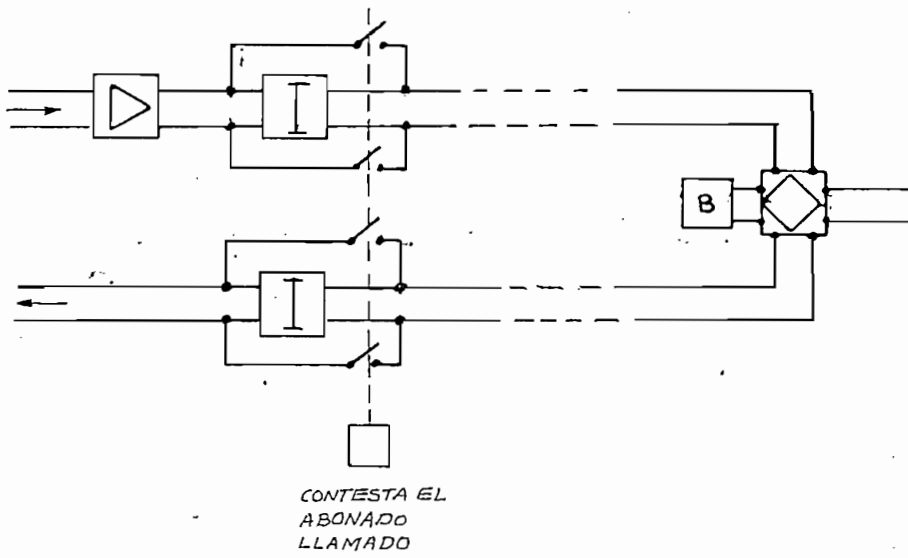 I
B
I
CONTESTA EL
ABONADO
LLAMADO